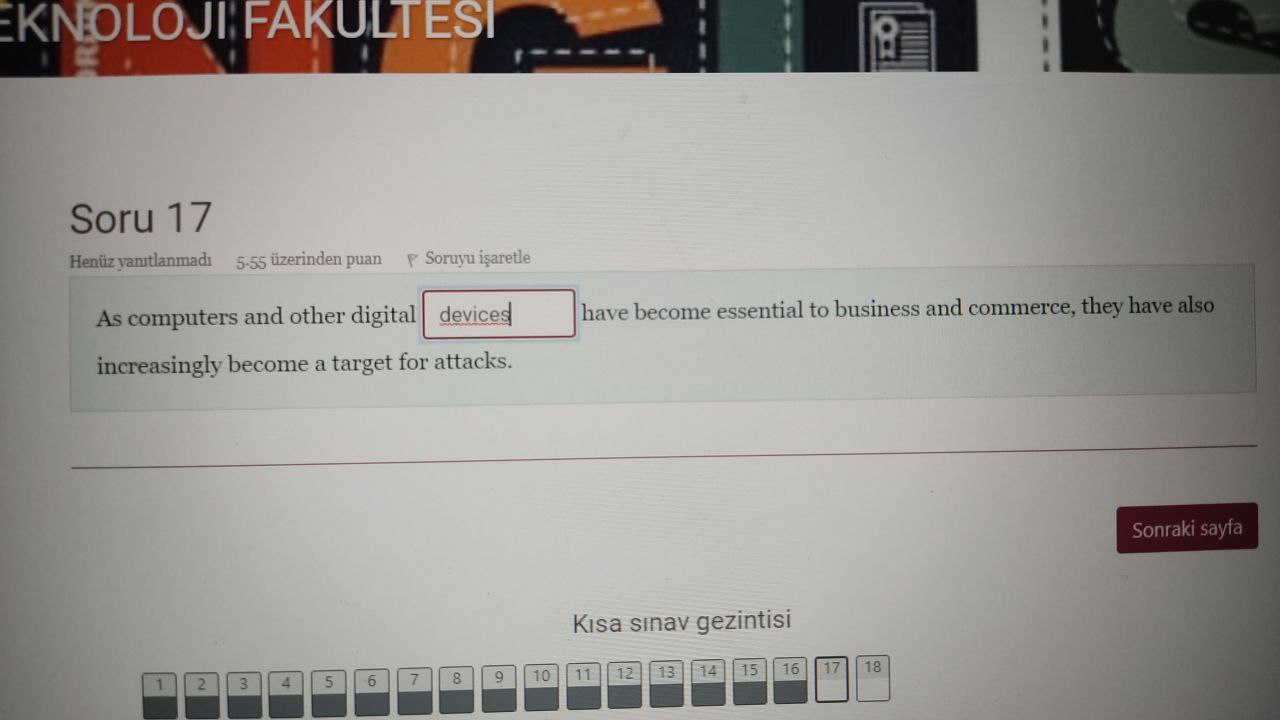 EKNOLOJİ FAKÜLTESİ
Soru 17
Henüz yanıtlanmadı 5.55 üzerinden puan Soruyu işaretle
As computers and other digital devices have become essential to business and commerce, they have also
increasingly become a target for attacks.
Sonraki sayfa
Kısa sınav gezintisi
1 2 3 4 5 6 7 8 9 10 11 12 13 14 15 16 17 18